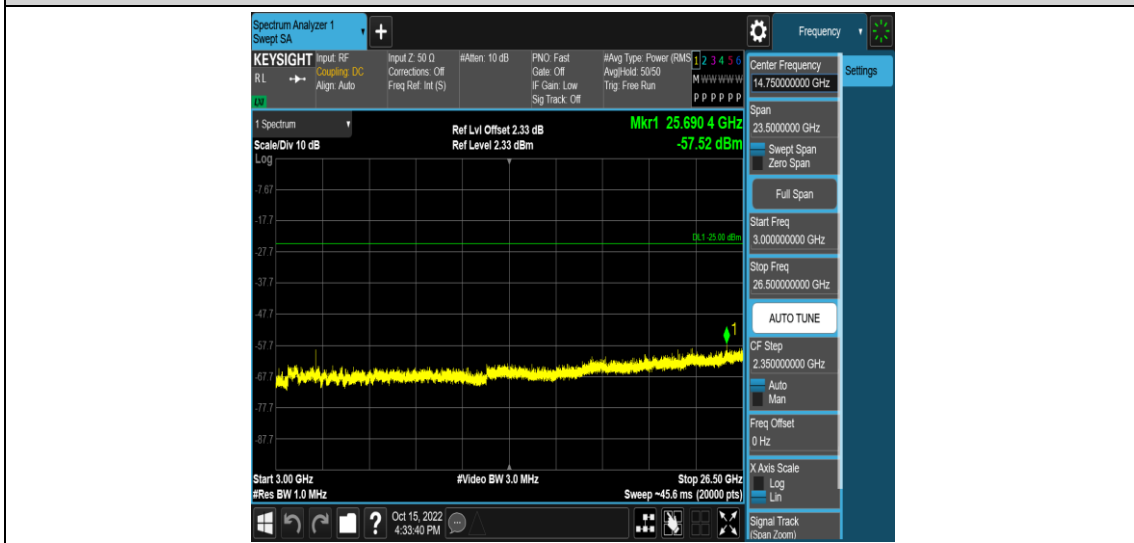 Spectrum Analyzer 1
Swept SA
+
Frequency
KEYSIGHT
RL
LXI
Input: RF
Coupling: DC
Align: Auto
Input Z: 50 Ω
Corrections: Off
Freq Ref: Int (S)
#Atten: 10 dB
PNO: Fast
Gate: Off
IF Gain: Low
Sig Track: Off
#Avg Type: Power (RMS
Avg|Hold: 50/50
Trig: Free Run
1 2 3 4 5 6
M W W W W W
P P P P P P
1 Spectrum
Scale/Div 10 dB
Log
Ref Lvl Offset 2.33 dB
Ref Level 2.33 dBm
Mkr1 25.690 4 GHz
-57.52 dBm
-7.67
-17.7
DL1 -25.00 dBm
-27.7
-37.7
-47.7
1
-57.7
-67.7
-77.7
-87.7
Start 3.00 GHz
#Res BW 1.0 MHz
#Video BW 3.0 MHz
Stop 26.50 GHz
Sweep ~45.6 ms (20000 pts)
?
Oct 15, 2022
4:33:40 PM
Center Frequency
14.750000000 GHz
Settings
Span
23.5000000 GHz
Swept Span
Zero Span
Full Span
Start Freq
3.000000000 GHz
Stop Freq
26.500000000 GHz
AUTO TUNE
CF Step
2.350000000 GHz
Auto
Man
Freq Offset
0 Hz
X Axis Scale
Log
Lin
Signal Track
(Span Zoom)